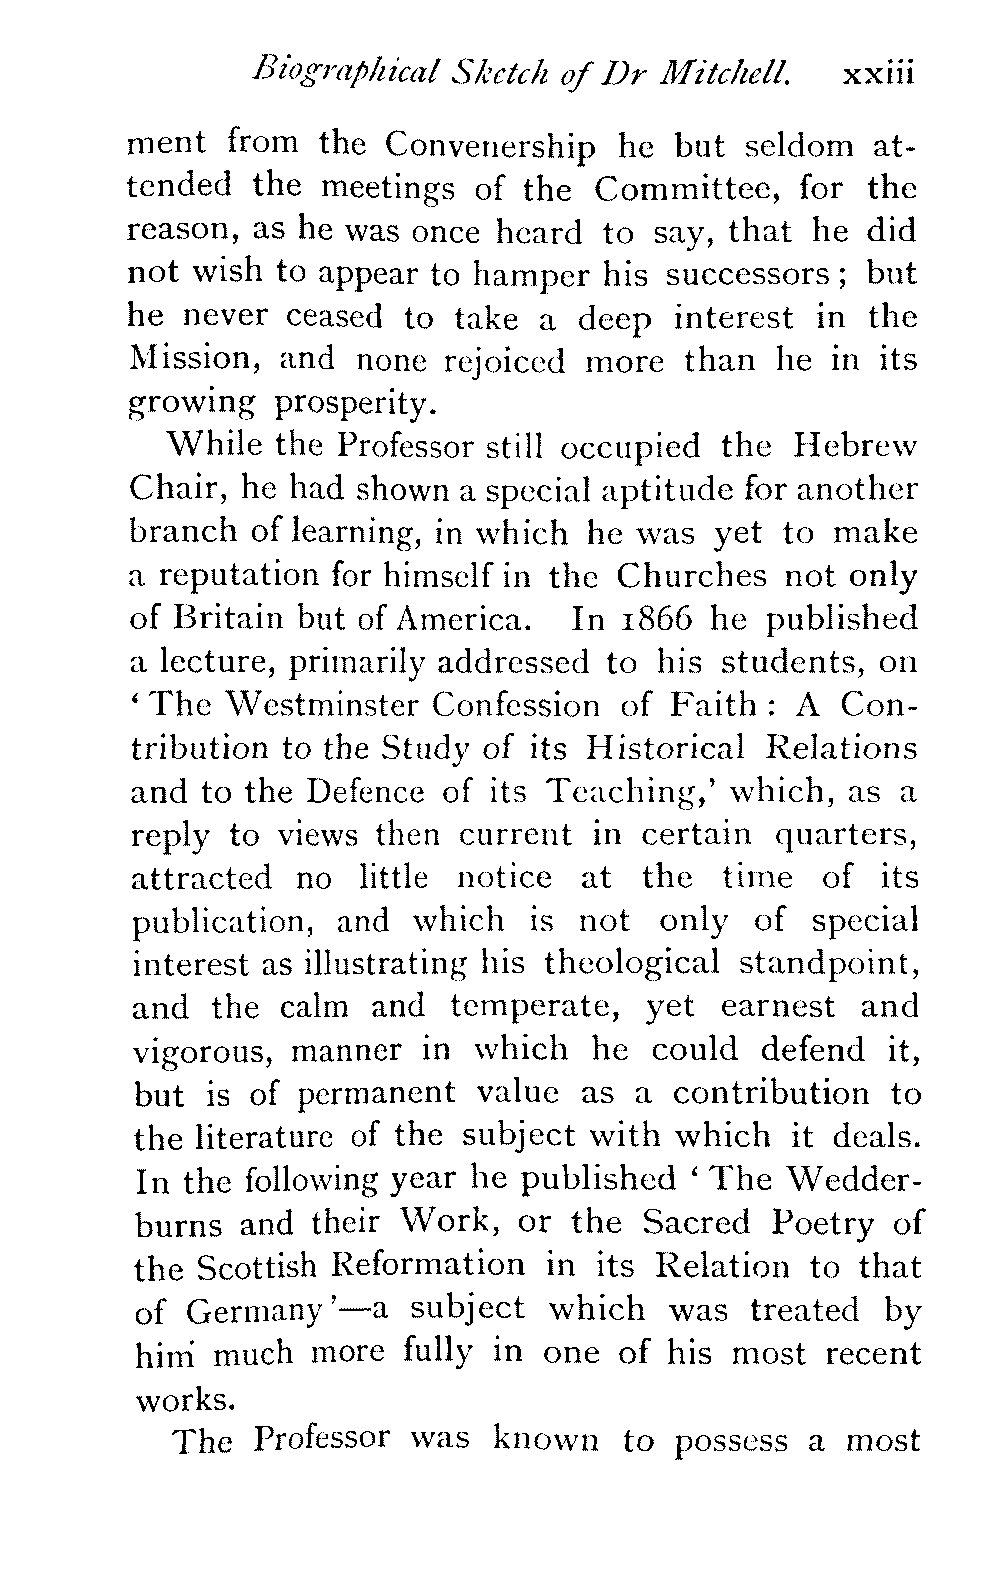 Biographical Sketch of Dr Mitchell. xxiii
ment from the Convenership he but seldom at-
tended the meetings of the Committee, for the
reason, as he was once heard to say, that he did
not wish to appear to hamper his successors; but
he never ceased to take a deep interest in the
Mission, and none rejoiced more than he in its
growing prosperity.
While the Professor still occupied the Hebrew
Chair, he had shown a special aptitude for another
branch of learning, in which he was yet to make
a reputation for himself in the Churches not only
of Britain but of America. In 1866 he published
a lecture, primarily addressed to his students, on
‘The Westminster Confession of Faith: A Con-
tribution to the Study of its Historical Relations
and to the Defence of its Teaching,’ which, as a
reply to views then current in certain quarters,
attracted no little notice at the time of its
publication, and which is not only of special
interest as illustrating his theological standpoint,
and the calm and temperate, yet earnest and
vigorous, manner in which he could defend it,
but is of permanent value as a contribution to
the literature of the subject with which it deals.
In the following year he published ‘The Wedder-
burns and their Work, or the Sacred Poetry of
the Scottish Reformation in its Relation to that
of Germany’—a subject which was treated by
him much more fully in one of his most recent
works.
The Professor was known to possess a most